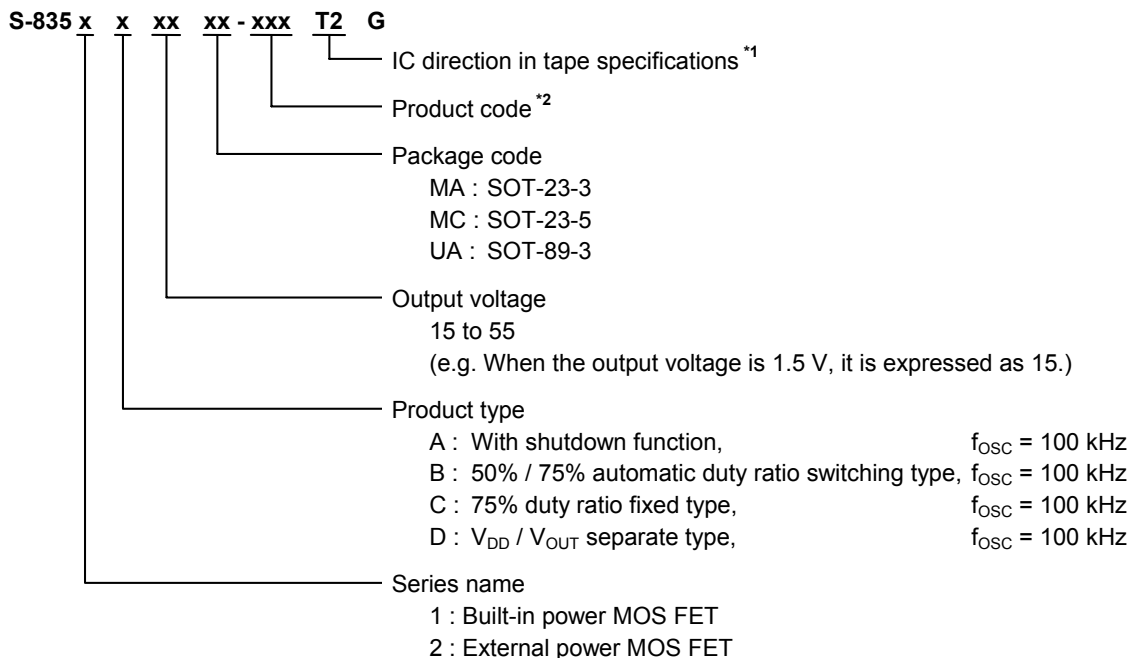 S-835 x x xx xx - xxx T2 G
IC direction in tape specifications *1
Product code *2
Package code
MA : SOT-23-3
MC : SOT-23-5
UA : SOT-89-3
Output voltage
15 to 55
(e.g. When the output voltage is 1.5 V, it is expressed as 15.)
Product type
A : With shutdown function, fOSC = 100 kHz
B : 50% / 75% automatic duty ratio switching type, fOSC = 100 kHz
C : 75% duty ratio fixed type, fOSC = 100 kHz
D : VDD / VOUT separate type, fOSC = 100 kHz
Series name
1 : Built-in power MOS FET
2 : External power MOS FET